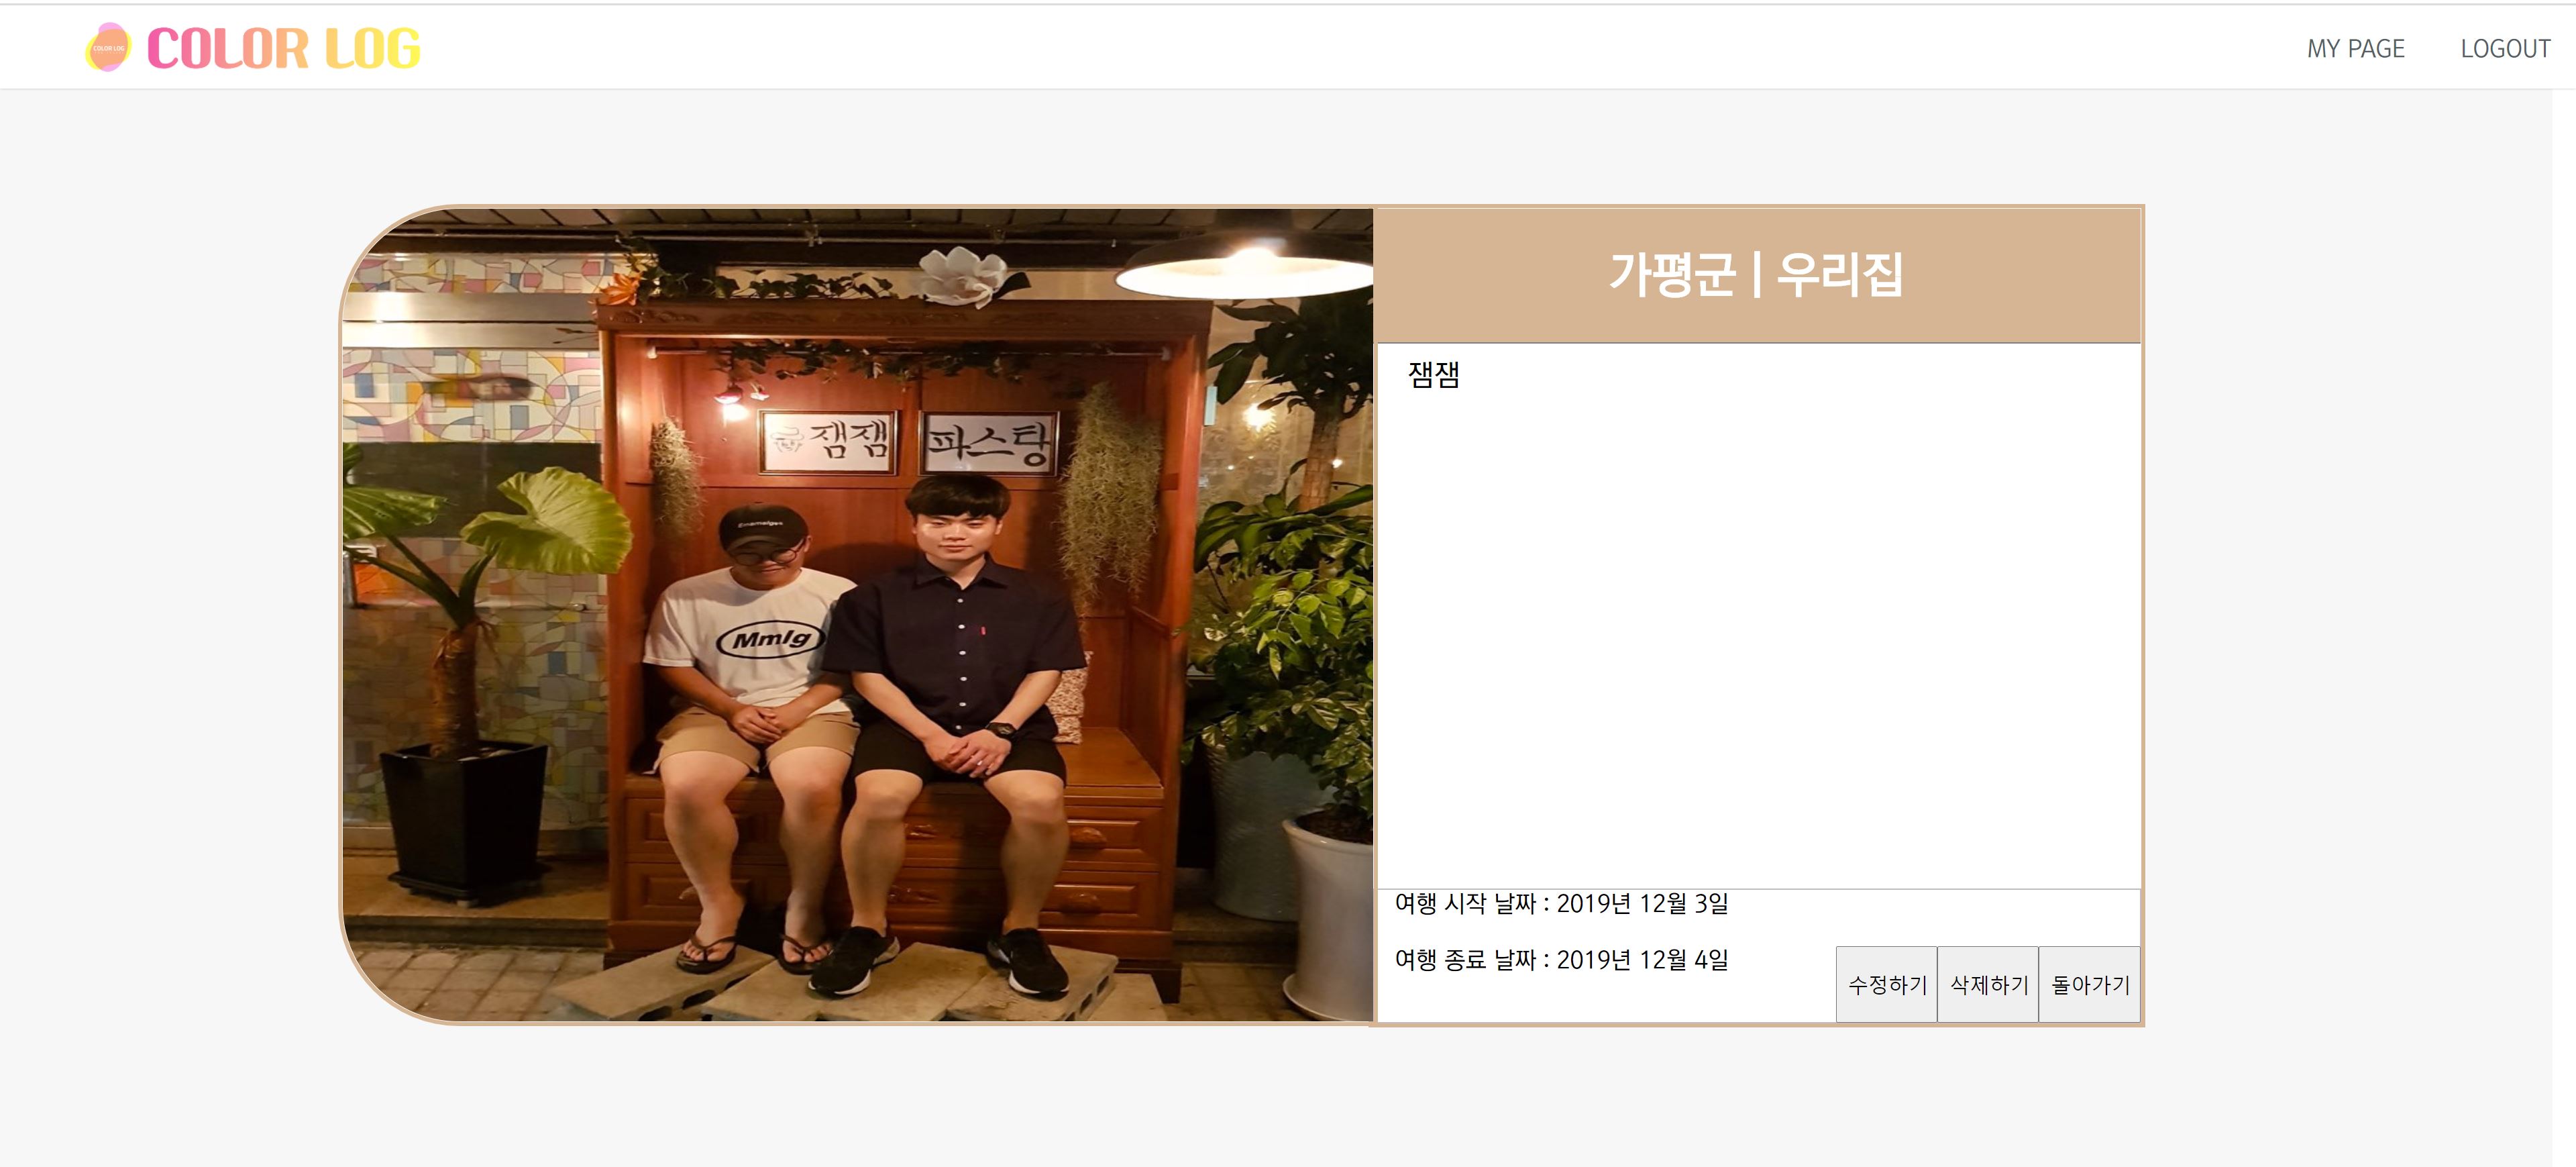 COLOR LOG
COLOR LOG
MY PAGE
LOGOUT
가평군 | 우리집
잼잼
잼잼
파스탕
Mmlg
여행 시작 날짜 : 2019년 12월 3일
여행 종료 날짜 : 2019년 12월 4일
수정하기
삭제하기
돌아가기